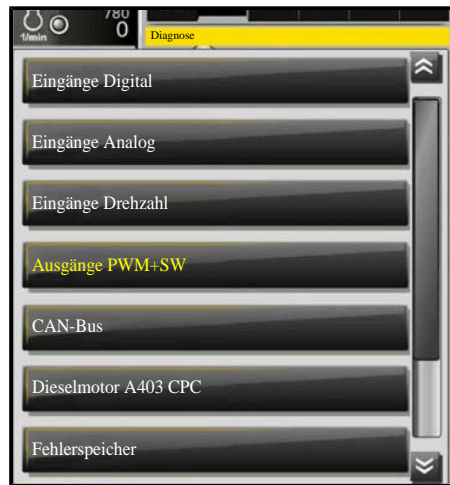 780
1/min 0
Diagnose
Eingänge Digital
Eingänge Analog
Eingänge Drehzahl
Ausgänge PWM+SW
CAN-Bus
Dieselmotor A403 CPC
Fehlerspeicher